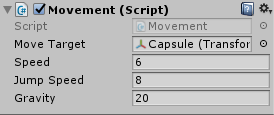 Movement (Script)
Script Movement
Move Target Capsule (Transfor
Speed 6
Jump Speed 8
Gravity 20